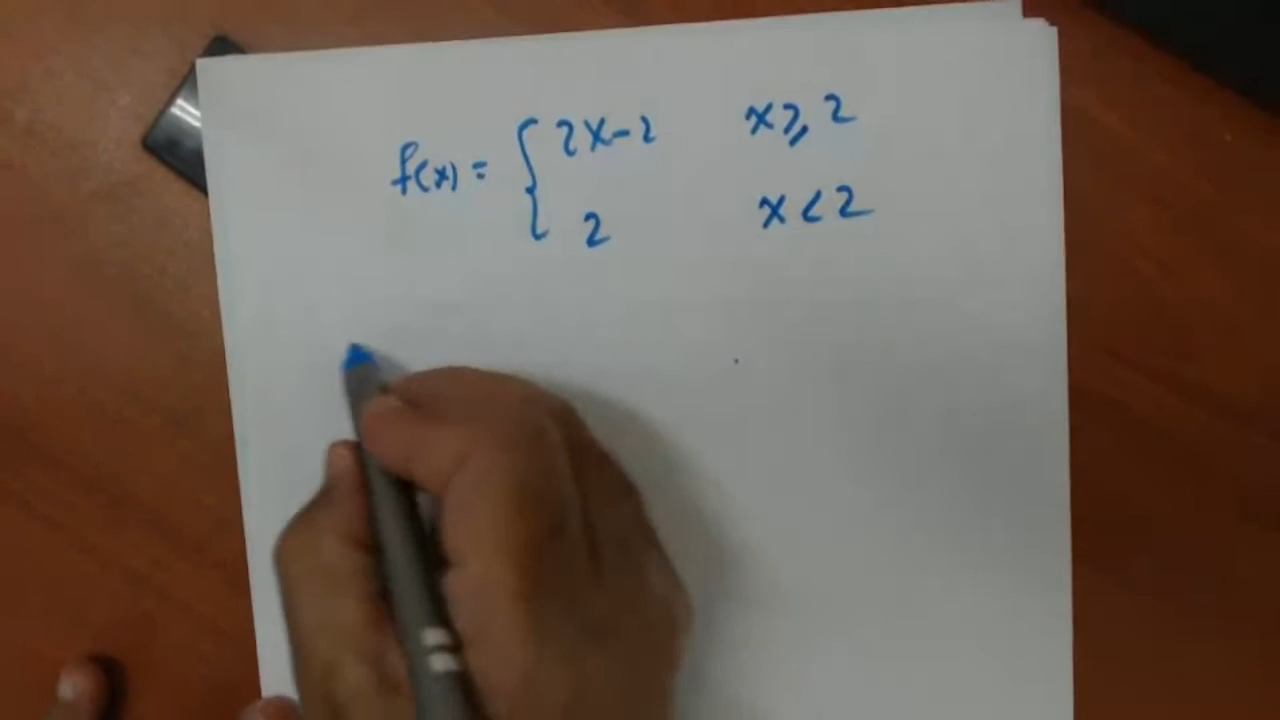 f(x) = { 2x-2 x ⩾ 2
2 x < 2